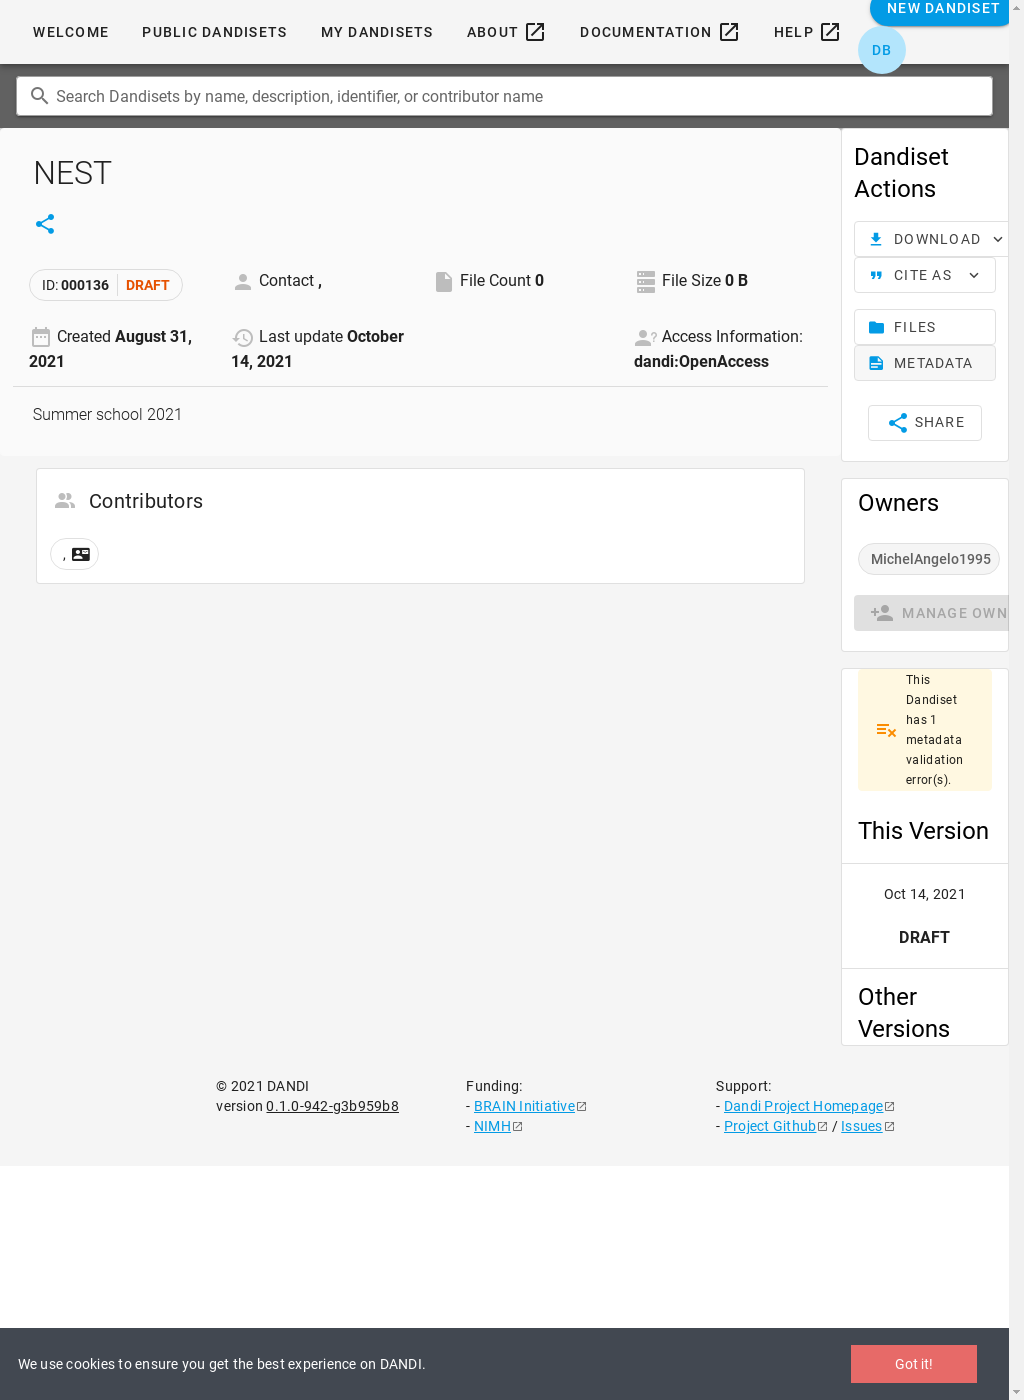 WELCOME
PUBLIC DANDISETS
MY DANDISETS
ABOUT
DOCUMENTATION
HELP
NEW DANDISET
DB
Search Dandisets by name, description, identifier, or contributor name
NEST
ID: 000136
DRAFT
Contact ,
File Count 0
File Size 0 B
Created August 31,
2021
Last update October
14, 2021
Access Information:
dandi:OpenAccess
Summer school 2021
Contributors
,
Dandiset
Actions
DOWNLOAD
CITE AS
FILES
METADATA
SHARE
Owners
MichelAngelo1995
MANAGE OWN
This
Dandiset
has 1
metadata
validation
error(s).
This Version
Oct 14, 2021
DRAFT
Other
Versions
© 2021 DANDI
version 0.1.0-942-g3b959b8
Funding:
- BRAIN Initiative
- NIMH
Support:
- Dandi Project Homepage
- Project Github / Issues
We use cookies to ensure you get the best experience on DANDI.
Got it!